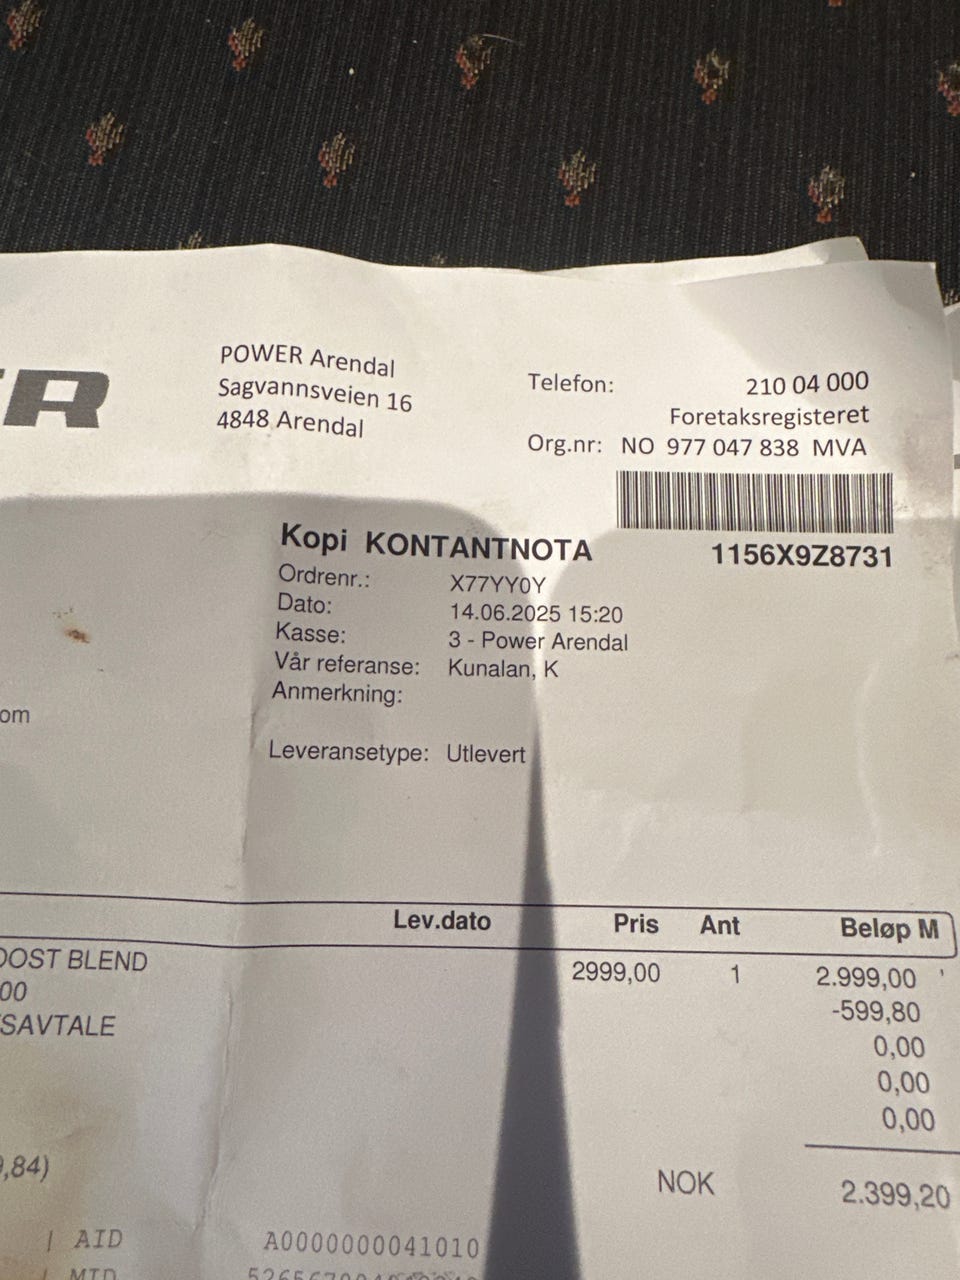 POWER Arendal
Sagvannsveien 16
4848 Arendal
Telefon: 210 04 000
Foretaksregisteret
Org.nr: NO 977 047 838 MVA
1156X9Z8731
Kopi KONTANTNOTA
Ordrenr.: X77YY0Y
Dato: 14.06.2025 15:20
Kasse: 3 - Power Arendal
Vår referanse: Kunalan, K
Anmerkning:
om
Leveransetype: Utlevert
Lev.dato Pris Ant Beløp M
OOST BLEND 2999,00 1 2.999,00
00 -599,80
SAVTALE 0,00
0,00
0,00
,84)
NOK 2.399,20
| AID A0000000041010
| MID